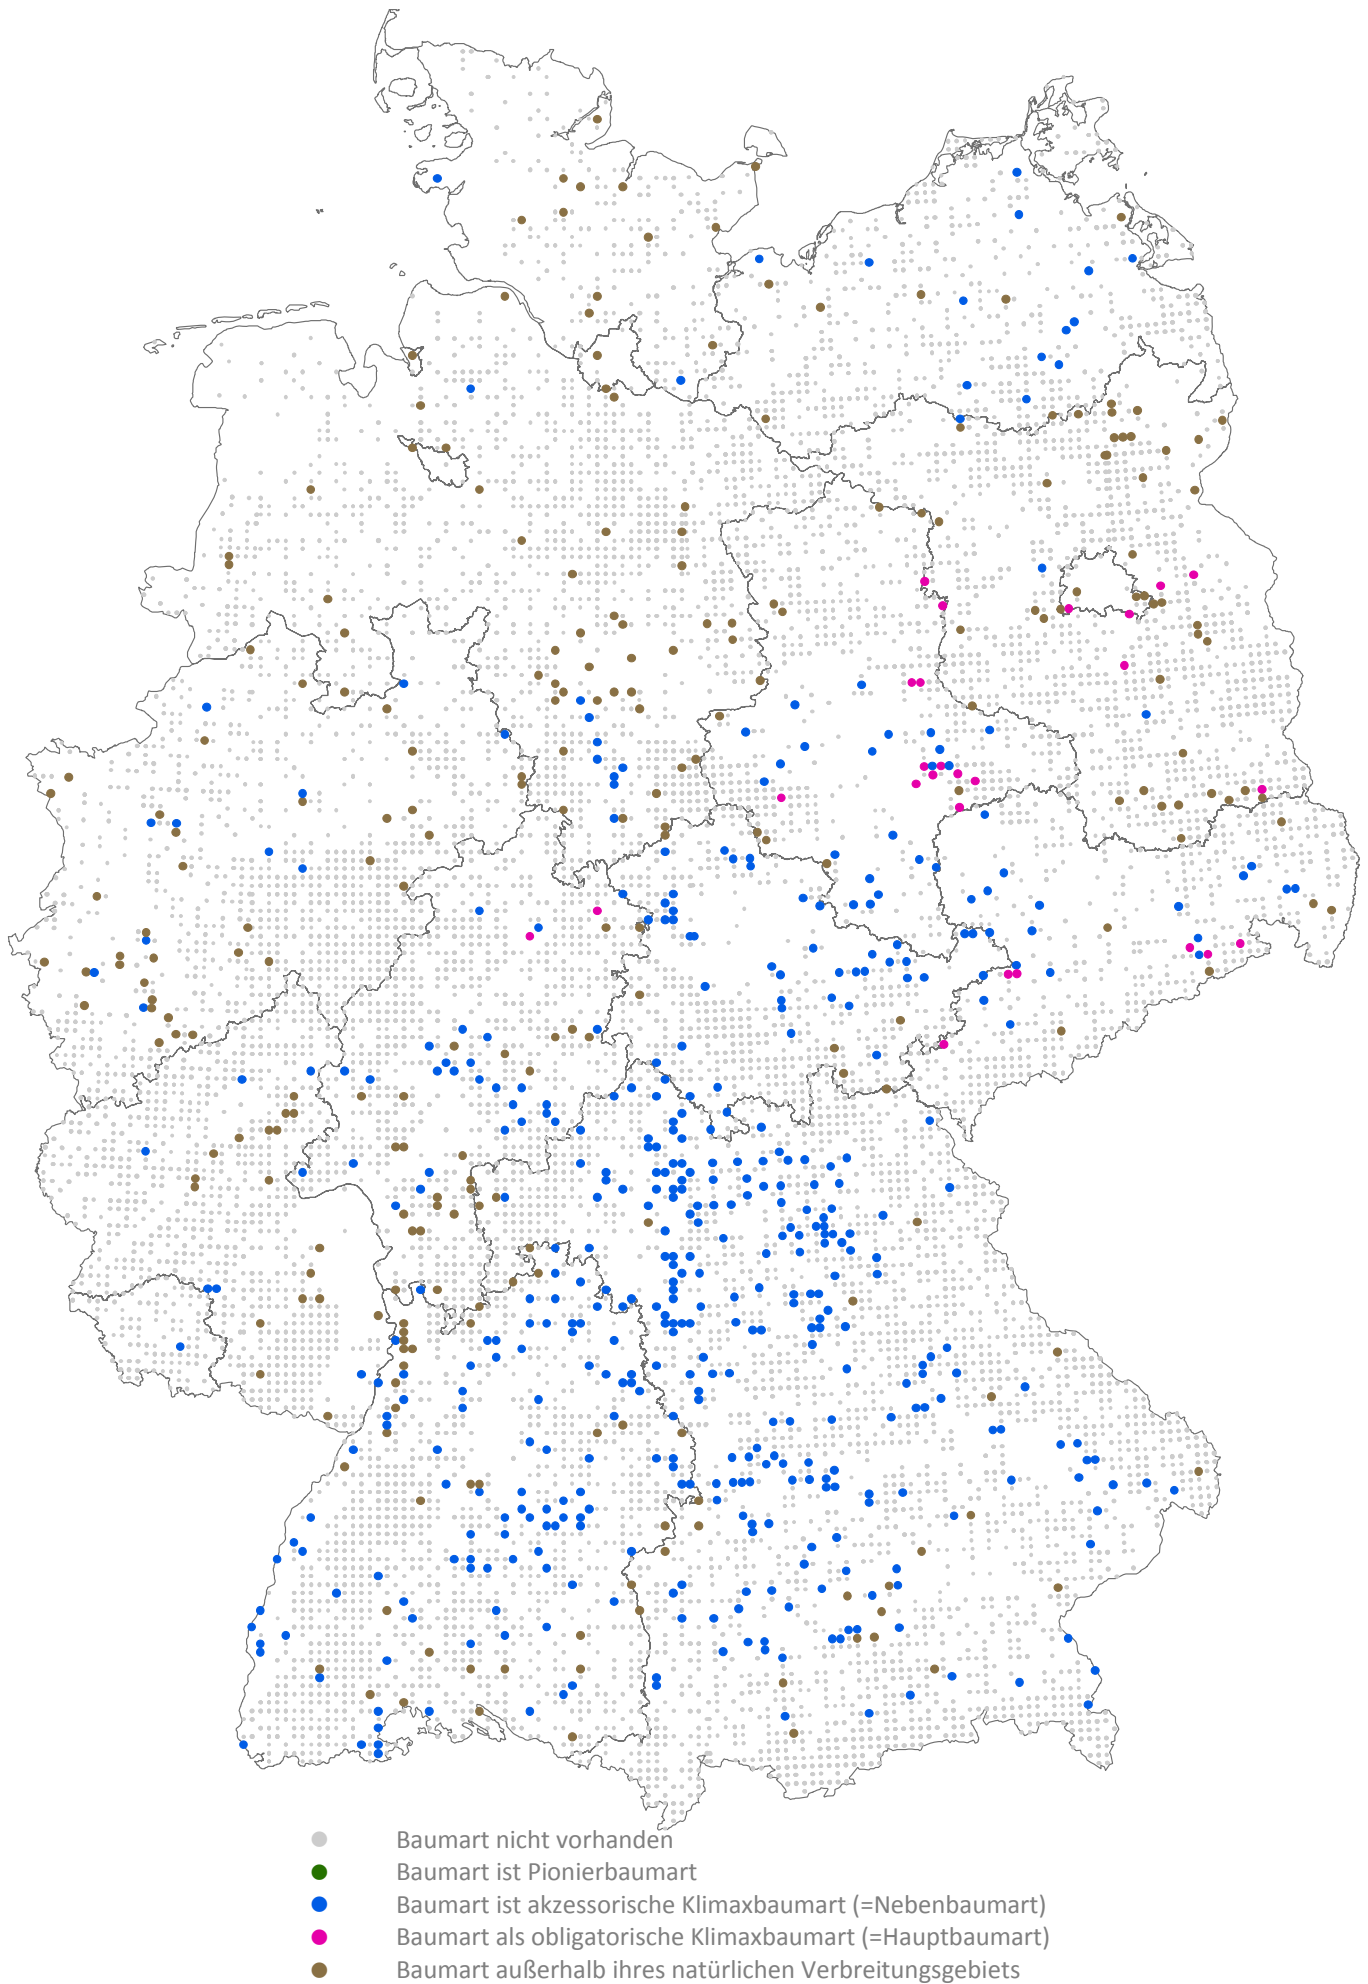 Baumart nicht vorhanden
Baumart ist Pionierbaumart
Baumart ist akzessorische Klimaxbaumart (=Nebenbaumart)
Baumart als obligatorische Klimaxbaumart (=Hauptbaumart)
Baumart außerhalb ihres natürlichen Verbreitungsgebiets